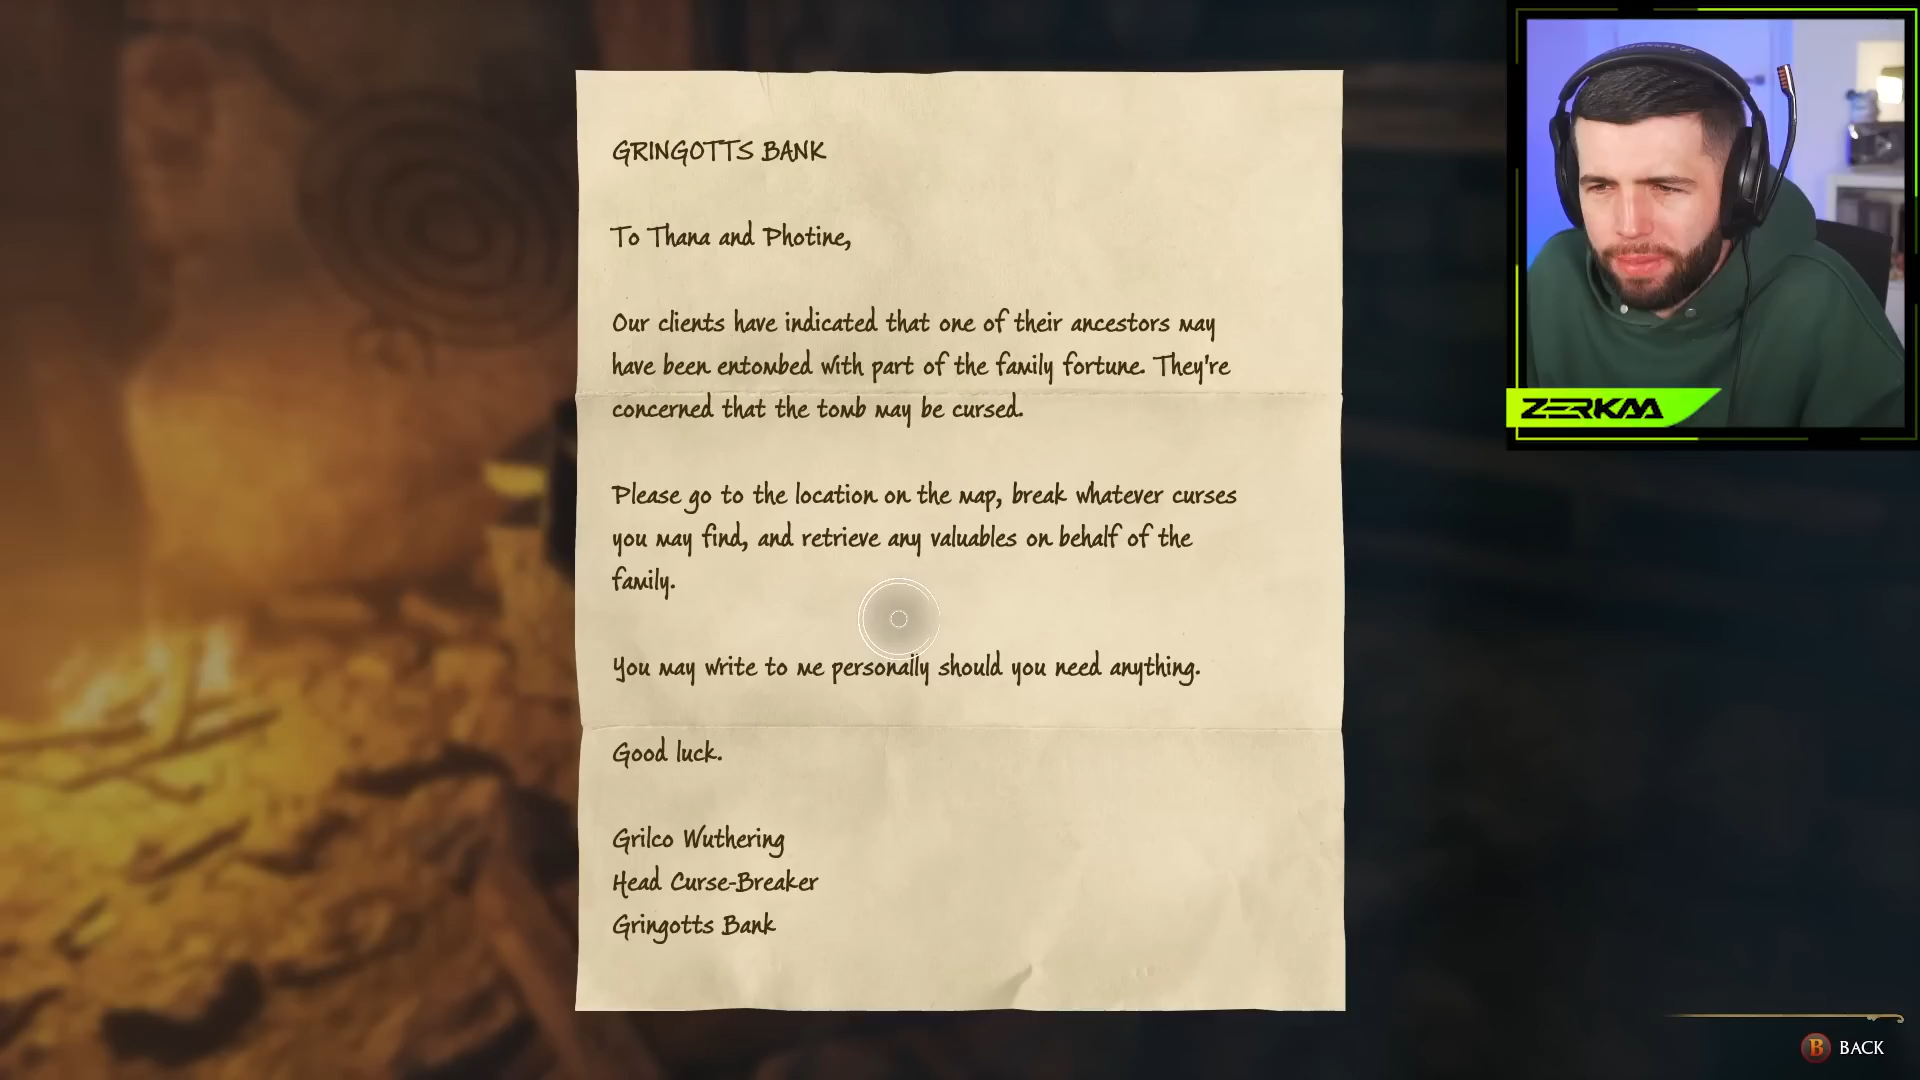 GRINGOTTS BANK
To Thana and Photine,
Our clients have indicated that one of their ancestors may
have been entombed with part of the family fortune. They're
concerned that the tomb may be cursed.
Please go to the location on the map, break whatever curses
you may find, and retrieve any valuables on behalf of the
family.
You may write to me personally should you need anything.
Good luck.
Grilco Wuthering
Head Curse-Breaker
Gringotts Bank
ZERKAA
B BACK